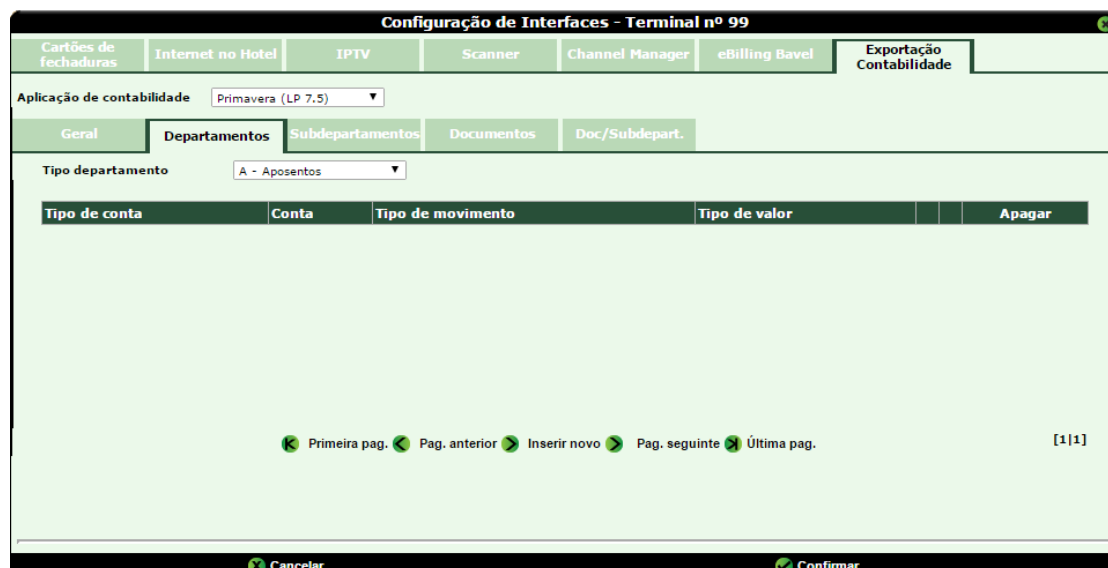 Configuração de Interfaces - Terminal nº 99
Cartões de fechaduras Internet no Hotel IPTV Scanner Channel Manager eBilling Bavel Exportação Contabilidade
Aplicação de contabilidade Primavera (LP 7.5)
Geral Departamentos Subdepartamentos Documentos Doc/Subdepart.
Tipo departamento A - Aposentos
Tipo de conta Conta Tipo de movimento Tipo de valor Apagar
Primeira pag. Pag. anterior Inserir novo Pag. seguinte Última pag. [1|1]
Cancelar Confirmar